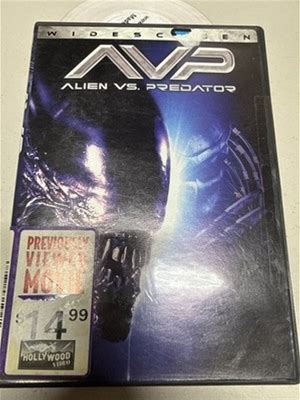 WIDESCREEN
AVP
ALIEN VS. PREDATOR
PREVIOUSLY
VIEWED
MOVIE
$14.99
HOLLYWOOD
VIDEO